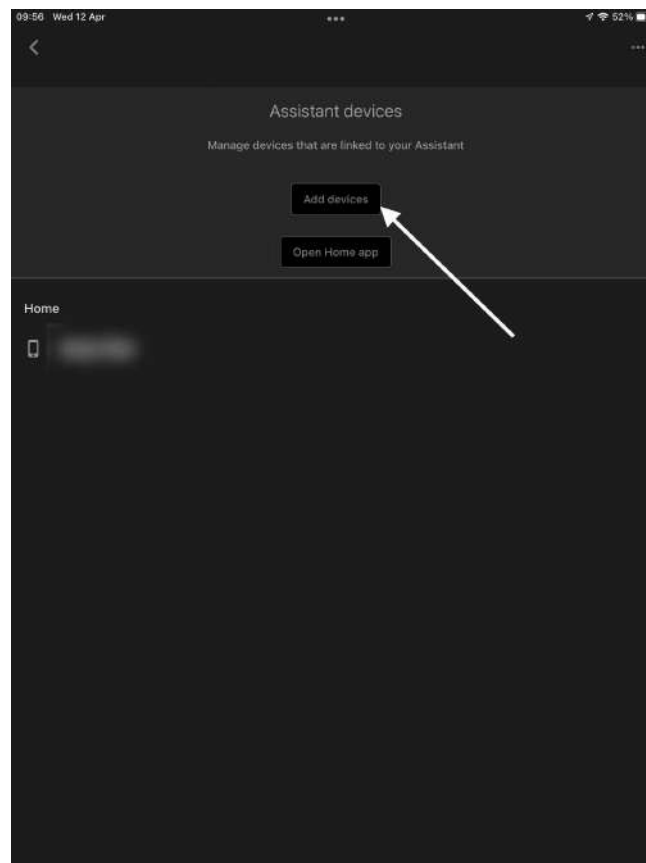 09:56 Wed 12 Apr
52%
Assistant devices
Manage devices that are linked to your Assistant
Add devices
Open Home app
Home